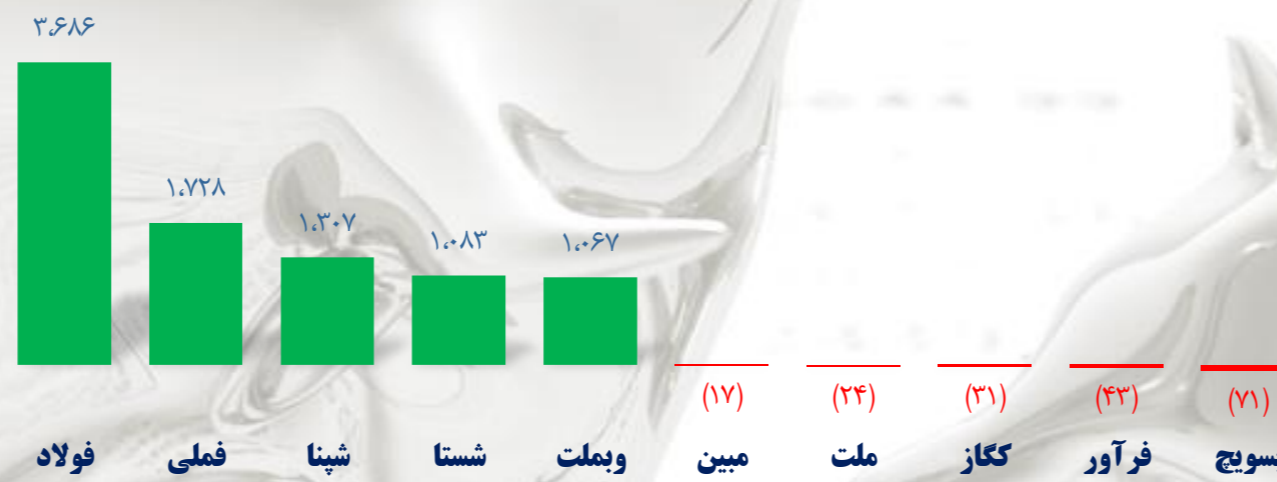 ۳،۶۸۶
۱،۷۲۸
۱،۳۰۷
۱،۰۸۳
۱،۰۶۷
(۱۷)
(۲۴)
(۳۱)
(۴۳)
(۷۱)
فولاد
فملی
شپنا
شستا
وبملت
مبین
ملت
کگاز
فرآور